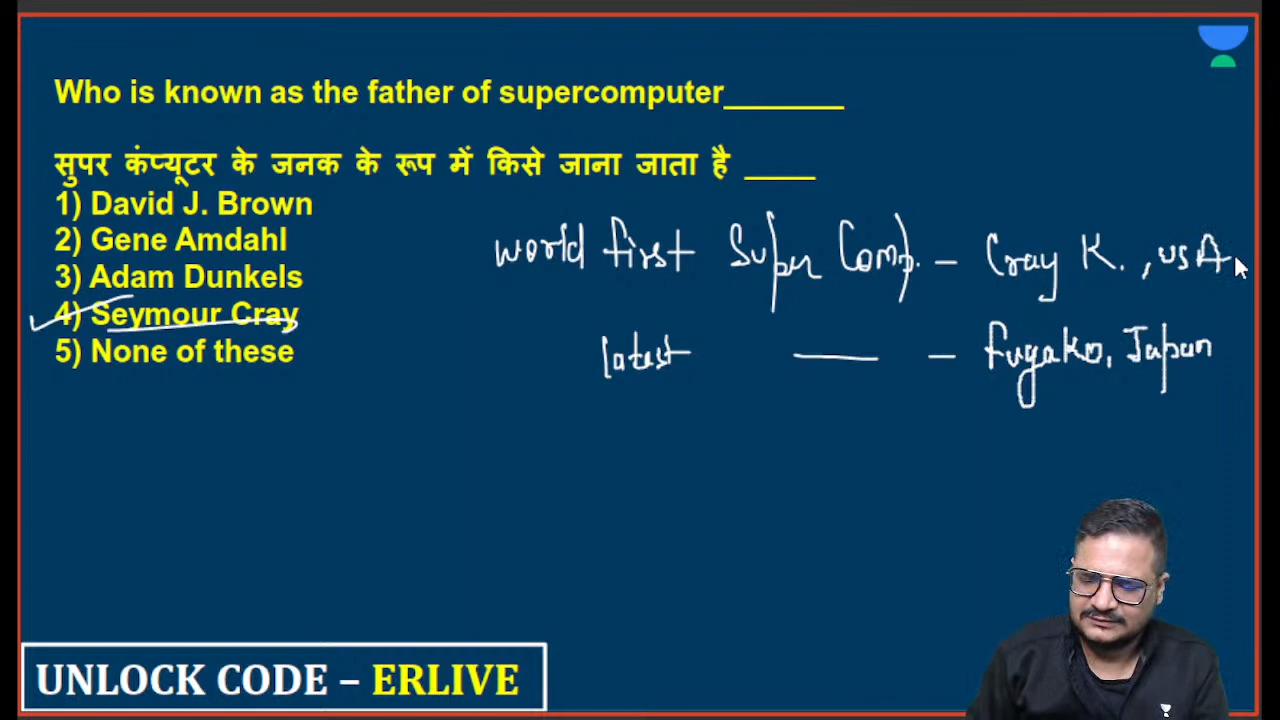 Who is known as the father of supercomputer_______
सुपर कंप्यूटर के जनक के रूप में किसे जाना जाता है ____
1) David J. Brown
2) Gene Amdahl
3) Adam Dunkels
4) Seymour Cray
5) None of these
world first Super Comp. – Cray K. , USA
latest —— – fugako, Japan
UNLOCK CODE – ERLIVE